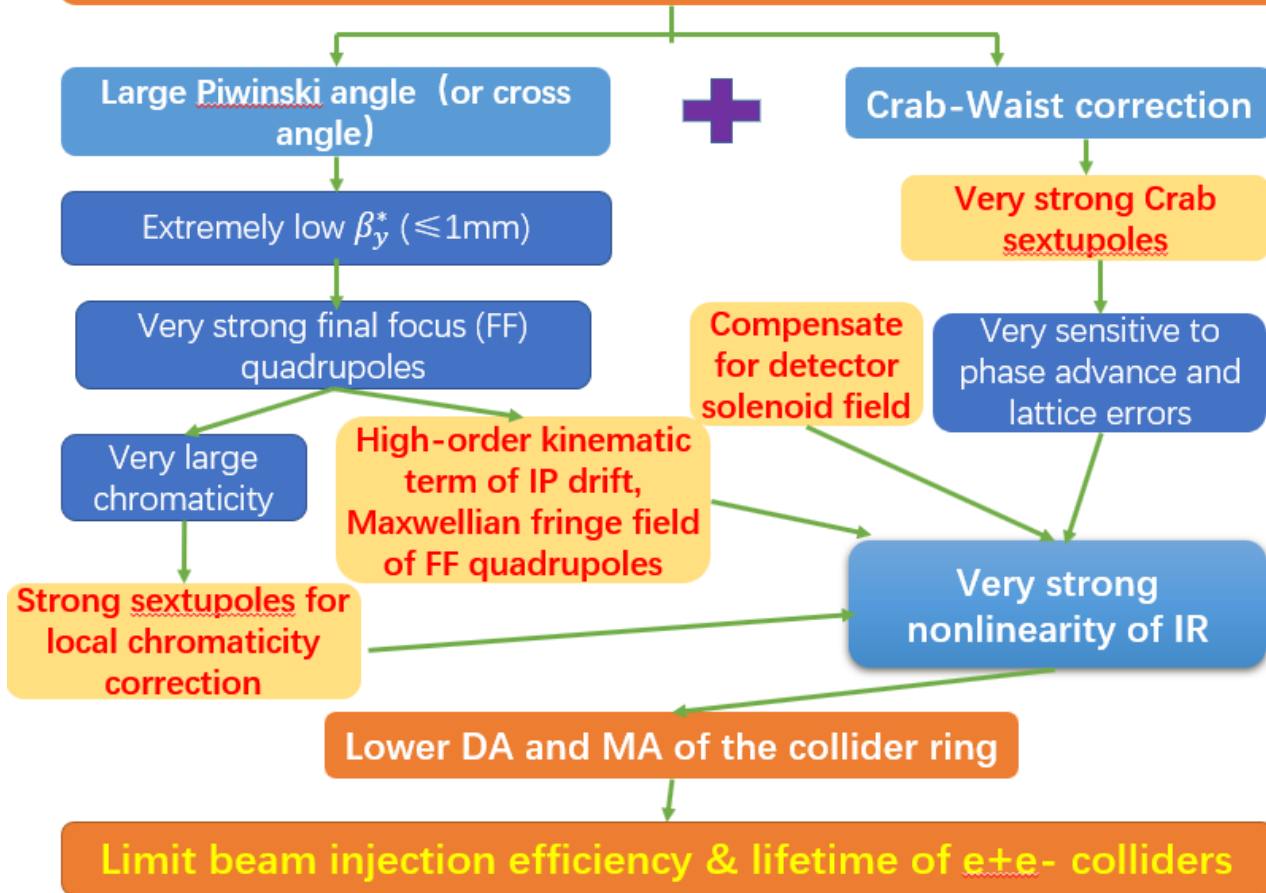 Large Piwinski angle（or cross
angle）
Crab-Waist correction
Extremely low $\beta_y^*$ (≤1mm)
Very strong Crab
sextupoles
Very strong final focus (FF)
quadrupoles
Compensate
for detector
solenoid field
Very sensitive to
phase advance and
lattice errors
Very large
chromaticity
High-order kinematic
term of IP drift,
Maxwellian fringe field
of FF quadrupoles
Strong sextupoles for
local chromaticity
correction
Very strong
nonlinearity of IR
Lower DA and MA of the collider ring
Limit beam injection efficiency & lifetime of e+e- colliders